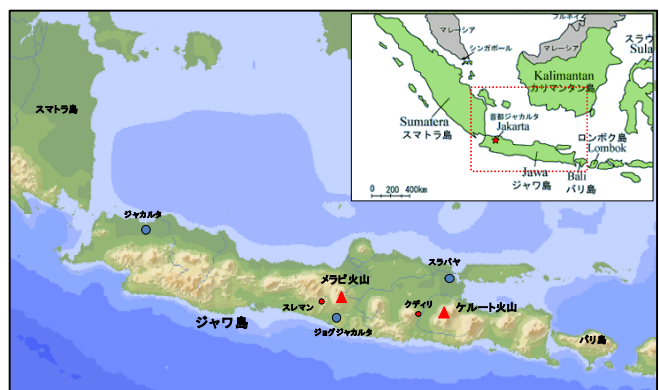 フルネイ
マレーシア
スラウ
Sula
シンガポール
マレーシア
Kalimantan
カリマンタン島
Sumatera
スマトラ島
首都ジャカルタ
Jakarta
ロンボク島
Lombok
Jawa
ジャワ島
Bali
バリ島
0 200 400km
スマトラ島
ジャカルタ
スラバヤ
メラピ火山
スレマン
クディリ
ケルート火山
ジャワ島
ジョグジャカルタ
バリ島